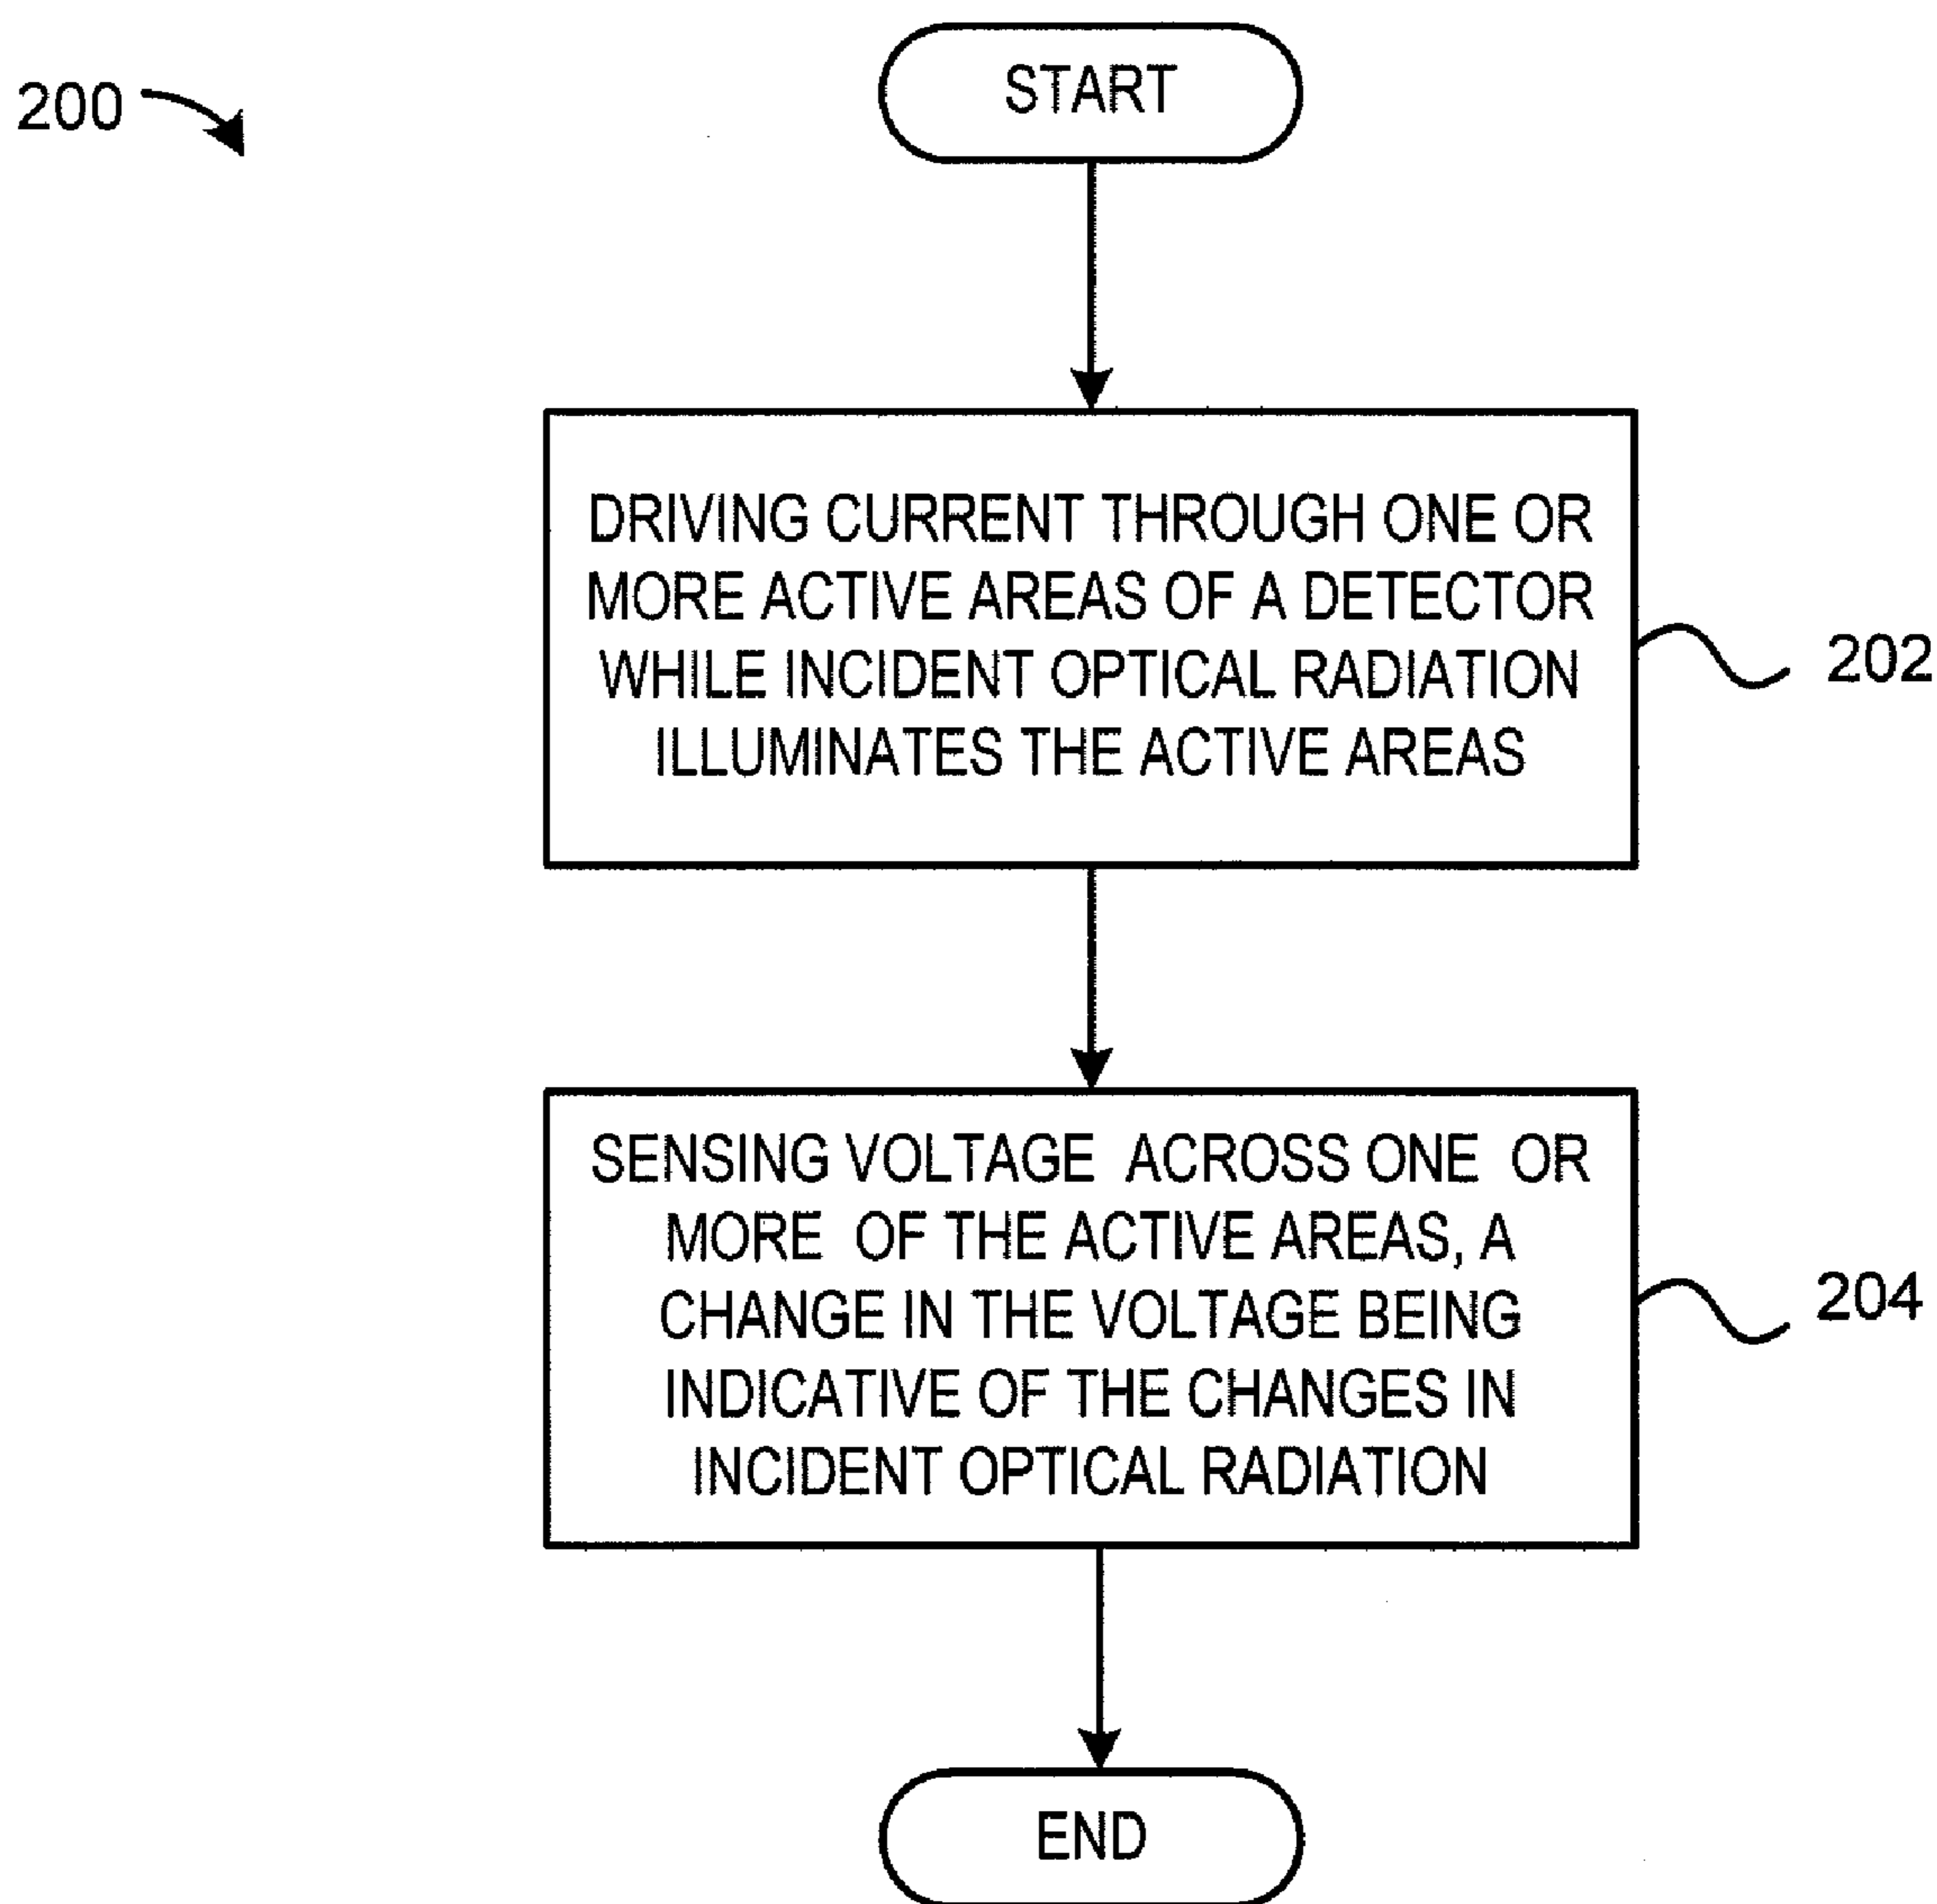 200
START
DRIVING CURRENT THROUGH ONE OR
MORE ACTIVE AREAS OF A DETECTOR
WHILE INCIDENT OPTICAL RADIATION
ILLUMINATES THE ACTIVE AREAS
202
SENSING VOLTAGE ACROSS ONE OR
MORE OF THE ACTIVE AREAS, A
CHANGE IN THE VOLTAGE BEING
INDICATIVE OF THE CHANGES IN
INCIDENT OPTICAL RADIATION
204
END